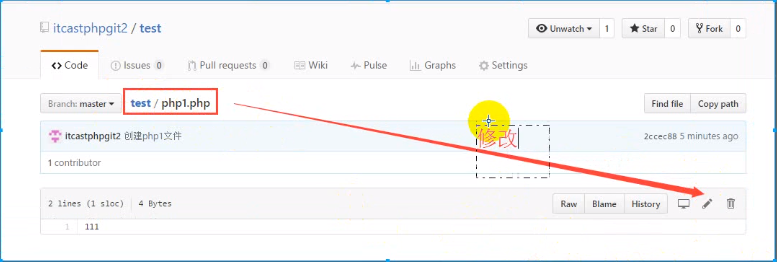 itcastphpgit2 / test
Unwatch 1 Star 0 Fork 0
Code Issues 0 Pull requests 0 Wiki Pulse Graphs Settings
Branch: master test / php1.php Find file Copy path
itcastphpgit2 创建php1文件 修改 2ccec88 5 minutes ago
1 contributor
2 lines (1 sloc) 4 Bytes Raw Blame History
1 111